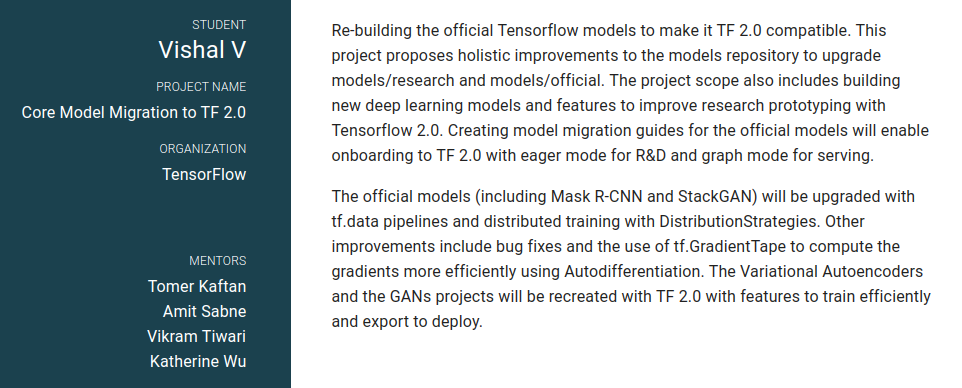 STUDENT
Vishal V
PROJECT NAME
Core Model Migration to TF 2.0
ORGANIZATION
TensorFlow
MENTORS
Tomer Kaftan
Amit Sabne
Vikram Tiwari
Katherine Wu
Re-building the official Tensorflow models to make it TF 2.0 compatible. This
project proposes holistic improvements to the models repository to upgrade
models/research and models/official. The project scope also includes building
new deep learning models and features to improve research prototyping with
Tensorflow 2.0. Creating model migration guides for the official models will enable
onboarding to TF 2.0 with eager mode for R&D and graph mode for serving.
The official models (including Mask R-CNN and StackGAN) will be upgraded with
tf.data pipelines and distributed training with DistributionStrategies. Other
improvements include bug fixes and the use of tf.GradientTape to compute the
gradients more efficiently using Autodifferentiation. The Variational Autoencoders
and the GANs projects will be recreated with TF 2.0 with features to train efficiently
and export to deploy.